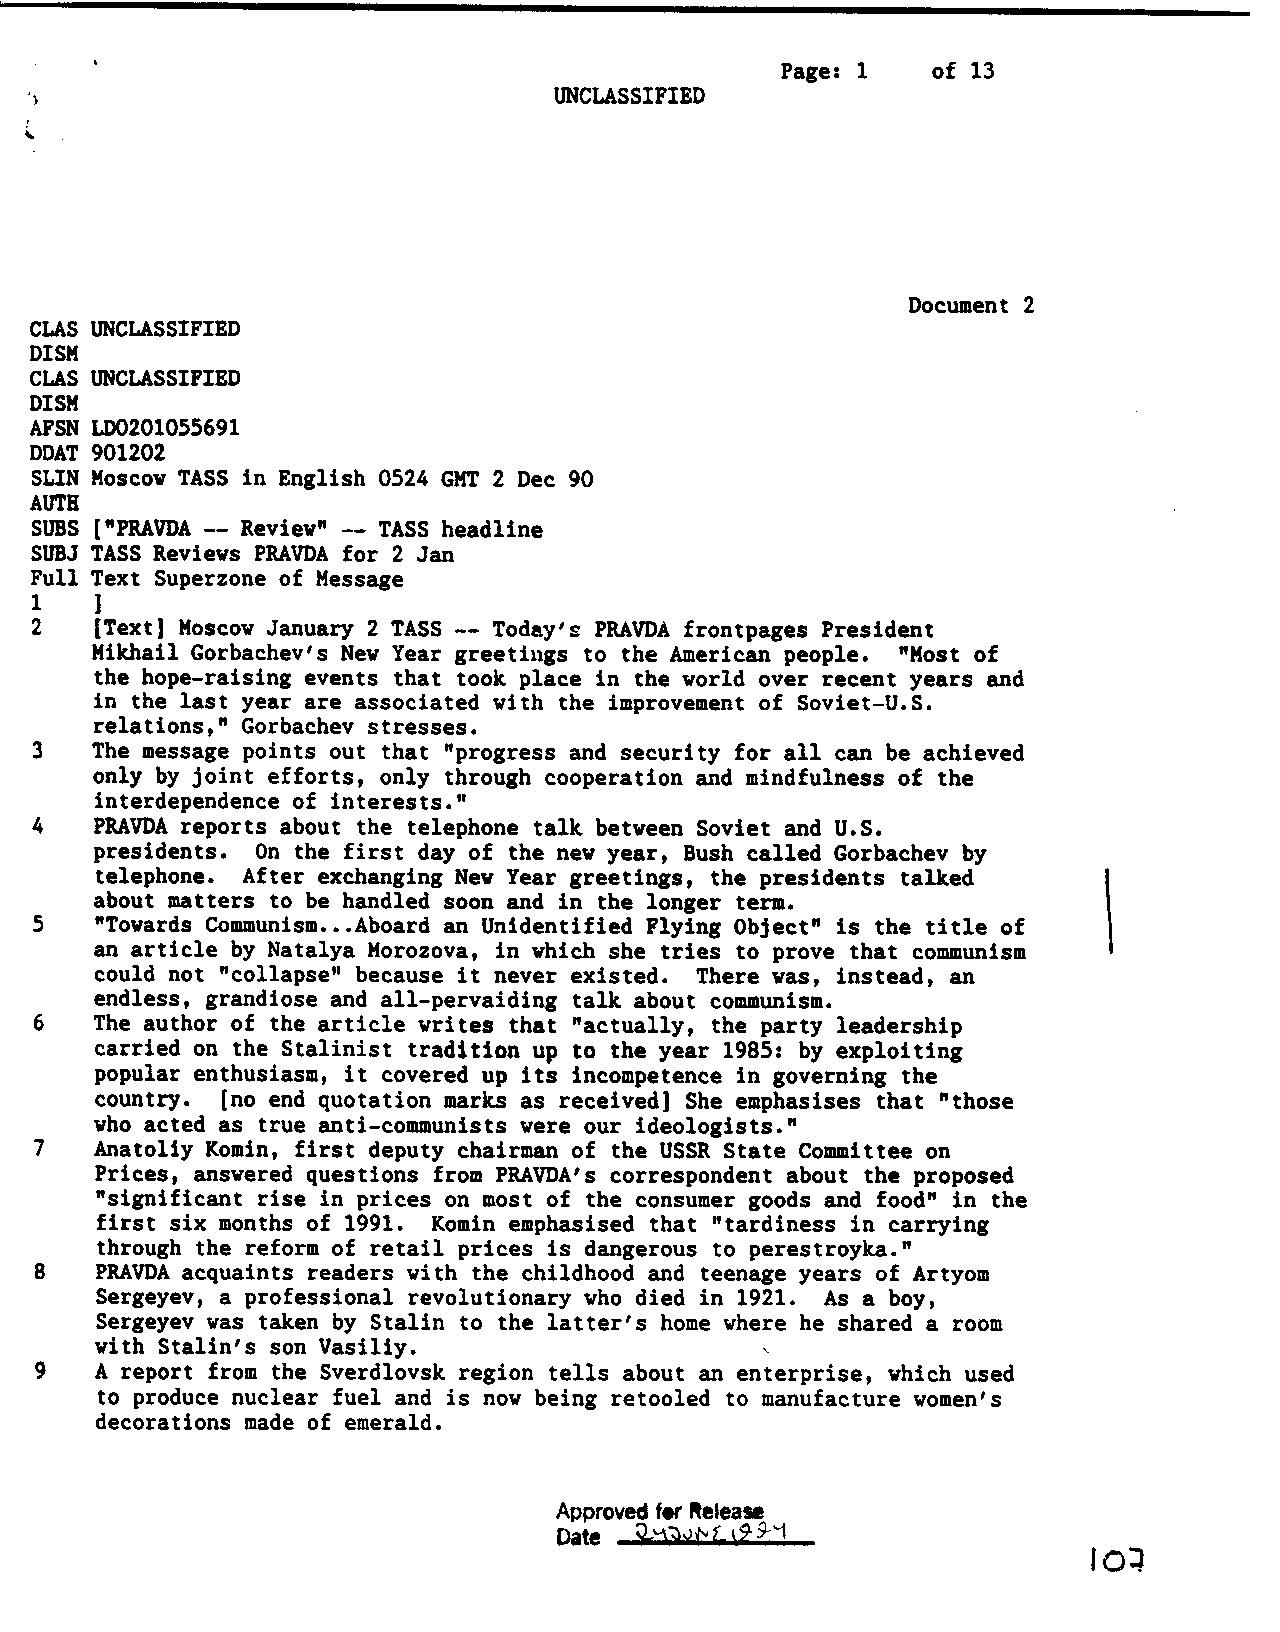 Page: 1 of 13
UNCLASSIFIED
Document 2
CLAS UNCLASSIFIED
DISM
CLAS UNCLASSIFIED
DISM
AFSN LD0201055691
DDAT 901202
SLIN Moscow TASS in English 0524 GMT 2 Dec 90
AUTH
SUBS ["PRAVDA -- Review" -- TASS headline
SUBJ TASS Reviews PRAVDA for 2 Jan
Full Text Superzone of Message
1 ]
2 [Text] Moscow January 2 TASS -- Today's PRAVDA frontpages President
Mikhail Gorbachev's New Year greetings to the American people. "Most of
the hope-raising events that took place in the world over recent years and
in the last year are associated with the improvement of Soviet-U.S.
relations," Gorbachev stresses.
3 The message points out that "progress and security for all can be achieved
only by joint efforts, only through cooperation and mindfulness of the
interdependence of interests."
4 PRAVDA reports about the telephone talk between Soviet and U.S.
presidents. On the first day of the new year, Bush called Gorbachev by
telephone. After exchanging New Year greetings, the presidents talked
about matters to be handled soon and in the longer term.
5 "Towards Communism...Aboard an Unidentified Flying Object" is the title of
an article by Natalya Morozova, in which she tries to prove that communism
could not "collapse" because it never existed. There was, instead, an
endless, grandiose and all-pervaiding talk about communism.
6 The author of the article writes that "actually, the party leadership
carried on the Stalinist tradition up to the year 1985: by exploiting
popular enthusiasm, it covered up its incompetence in governing the
country. [no end quotation marks as received] She emphasises that "those
who acted as true anti-communists were our ideologists."
7 Anatoliy Komin, first deputy chairman of the USSR State Committee on
Prices, answered questions from PRAVDA's correspondent about the proposed
"significant rise in prices on most of the consumer goods and food" in the
first six months of 1991. Komin emphasised that "tardiness in carrying
through the reform of retail prices is dangerous to perestroyka."
8 PRAVDA acquaints readers with the childhood and teenage years of Artyom
Sergeyev, a professional revolutionary who died in 1921. As a boy,
Sergeyev was taken by Stalin to the latter's home where he shared a room
with Stalin's son Vasiliy.
9 A report from the Sverdlovsk region tells about an enterprise, which used
to produce nuclear fuel and is now being retooled to manufacture women's
decorations made of emerald.
Approved for Release
Date 24 JUNE 1994
107